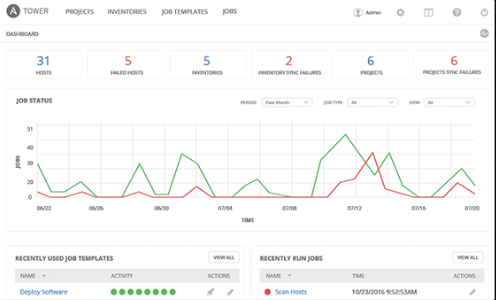 A TOWER PROJECTS INVENTORIES JOB TEMPLATES JOBS Admin
DASHBOARD
31 5 5 2 6 6
HOSTS FAILED HOSTS INVENTORIES INVENTORY SYNC FAILURES PROJECTS PROJECTS SYNC FAILURES
JOB STATUS
PERIOD Past Month JOB TYPE All VIEW All
51
40
30
20
0
JOBS
06/22 06/26 06/30 07/04 07/08 07/12 07/16 07/20
TIME
RECENTLY USED JOB TEMPLATES VIEW ALL
NAME ACTIVITY ACTIONS
Deploy Software
RECENTLY RUN JOBS VIEW ALL
NAME TIME ACTIONS
Scan Hosts 10/23/2016 9:52:53AM